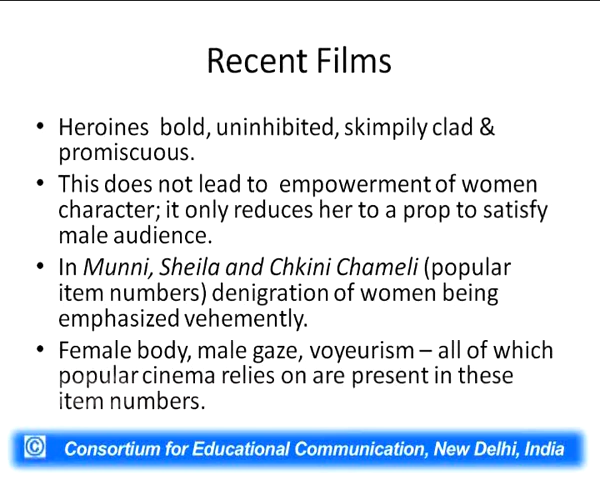 Recent Films
• Heroines bold, uninhibited, skimpily clad &
promiscuous.
• This does not lead to empowerment of women
character; it only reduces her to a prop to satisfy
male audience.
• In Munni, Sheila and Chkini Chameli (popular
item numbers) denigration of women being
emphasized vehemently.
• Female body, male gaze, voyeurism – all of which
popular cinema relies on are present in these
item numbers.
© Consortium for Educational Communication, New Delhi, India